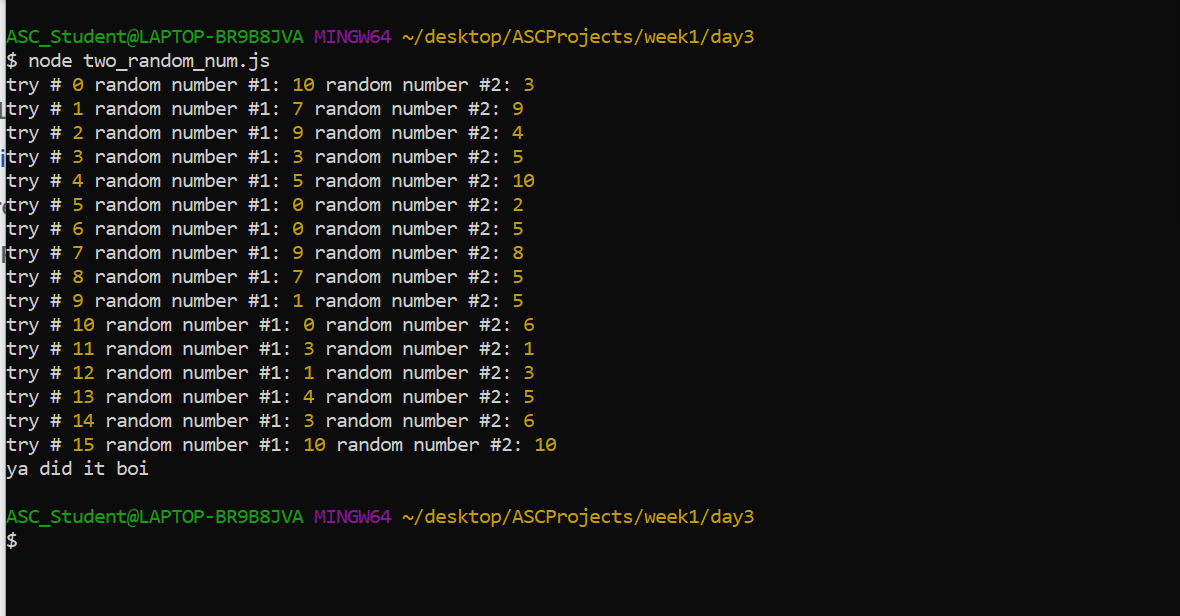 ASC_Student@LAPTOP-BR9B8JVA MINGW64 ~/desktop/ASCProjects/week1/day3
$ node two_random_num.js
try # 0 random number #1: 10 random number #2: 3
try # 1 random number #1: 7 random number #2: 9
try # 2 random number #1: 9 random number #2: 4
try # 3 random number #1: 3 random number #2: 5
try # 4 random number #1: 5 random number #2: 10
try # 5 random number #1: 0 random number #2: 2
try # 6 random number #1: 0 random number #2: 5
try # 7 random number #1: 9 random number #2: 8
try # 8 random number #1: 7 random number #2: 5
try # 9 random number #1: 1 random number #2: 5
try # 10 random number #1: 0 random number #2: 6
try # 11 random number #1: 3 random number #2: 1
try # 12 random number #1: 1 random number #2: 3
try # 13 random number #1: 4 random number #2: 5
try # 14 random number #1: 3 random number #2: 6
try # 15 random number #1: 10 random number #2: 10
ya did it boi
ASC_Student@LAPTOP-BR9B8JVA MINGW64 ~/desktop/ASCProjects/week1/day3
$